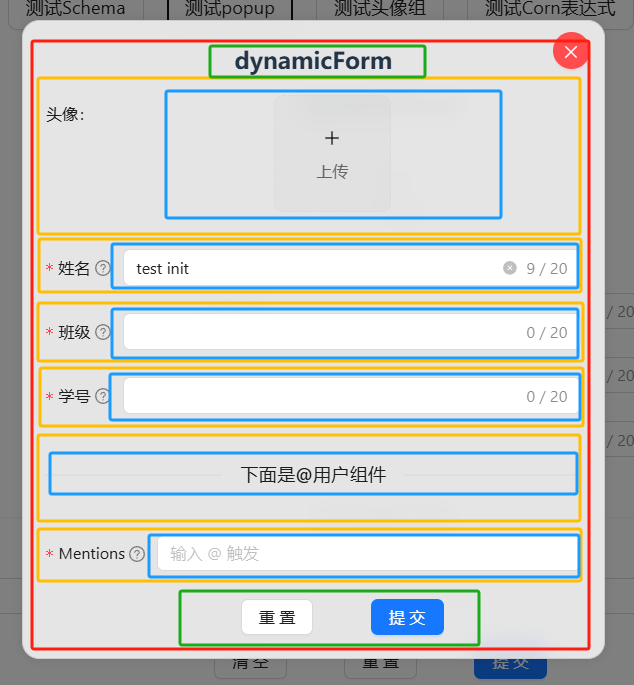 测试Schema 测试popup 测试头像组 测试Corn表达式
dynamicForm
头像:
+
上传
* 姓名 ? test init 9 / 20
* 班级 ? 0 / 20
/ 20
* 学号 ? 0 / 20
/ 20
下面是@用户组件
/ 20
* Mentions ? 输入 @ 触发
重 置 提 交
清 空 重 置 提 交